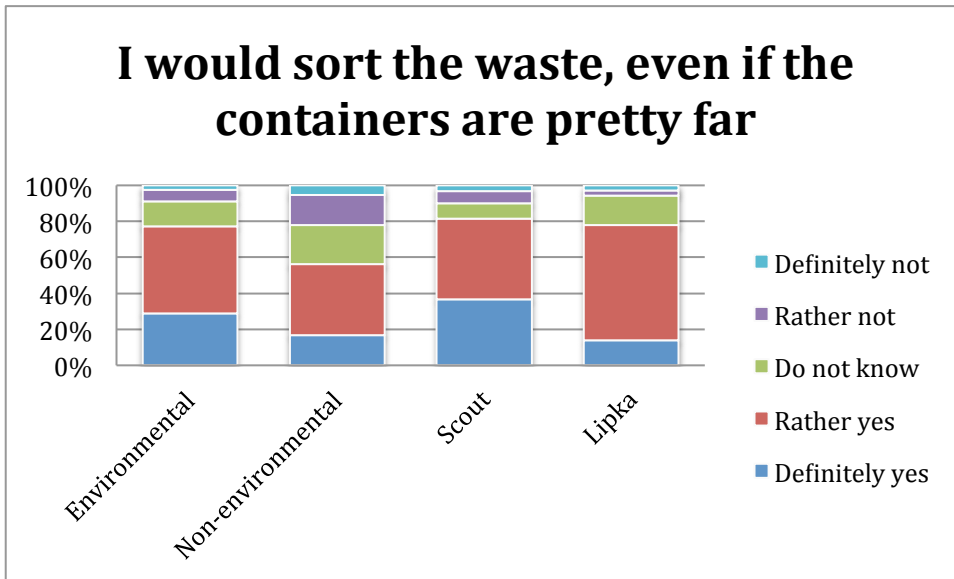 I would sort the waste, even if the
containers are pretty far
100%
80%
60%
40%
20%
0%
Environmental
Non-environmental
Scout
Lipka
Definitely not
Rather not
Do not know
Rather yes
Definitely yes